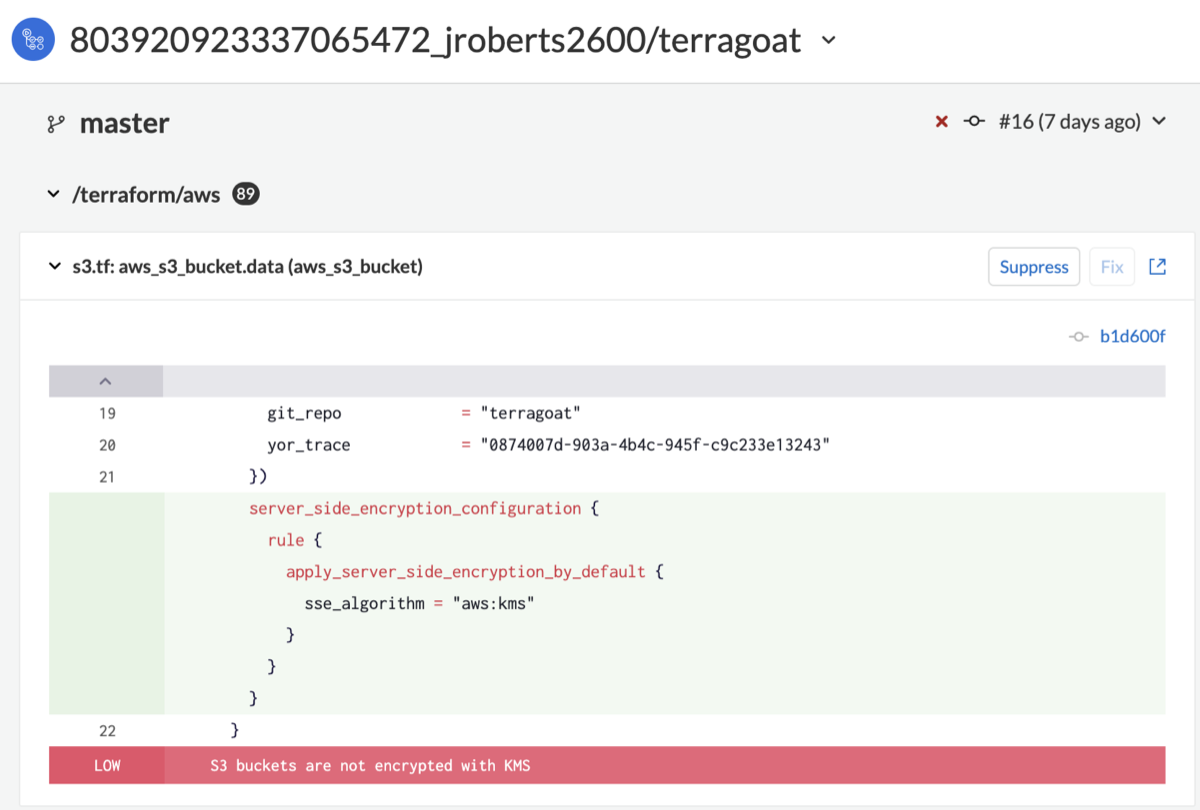 803920923337065472_jroberts2600/terragoat
master
#16 (7 days ago)
/terraform/aws 89
s3.tf: aws_s3_bucket.data (aws_s3_bucket)
Suppress
Fix
b1d600f
19 git_repo = "terragoat"
20 yor_trace = "0874007d-903a-4b4c-945f-c9c233e13243"
21 })
server_side_encryption_configuration {
rule {
apply_server_side_encryption_by_default {
sse_algorithm = "aws:kms"
}
}
}
22 }
LOW S3 buckets are not encrypted with KMS